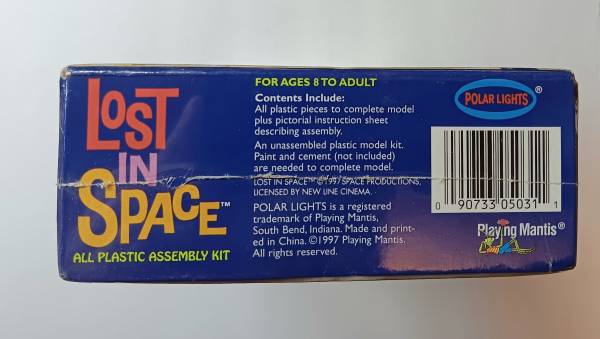 LOST
IN
SPACE™
ALL PLASTIC ASSEMBLY KIT
FOR AGES 8 TO ADULT
Contents Include:
All plastic pieces to complete model
plus pictorial instruction sheet
describing assembly.
An unassembled plastic model kit.
Paint and cement (not included)
are needed to complete model.
LOST IN SPACE™ ©1997 SPACE PRODUCTIONS,
LICENSED BY NEW LINE CINEMA.
POLAR LIGHTS is a registered
trademark of Playing Mantis,
South Bend, Indiana. Made and print-
ed in China. ©1997 Playing Mantis.
All rights reserved.
POLAR LIGHTS®
0 90733 05031 1
Playing Mantis®